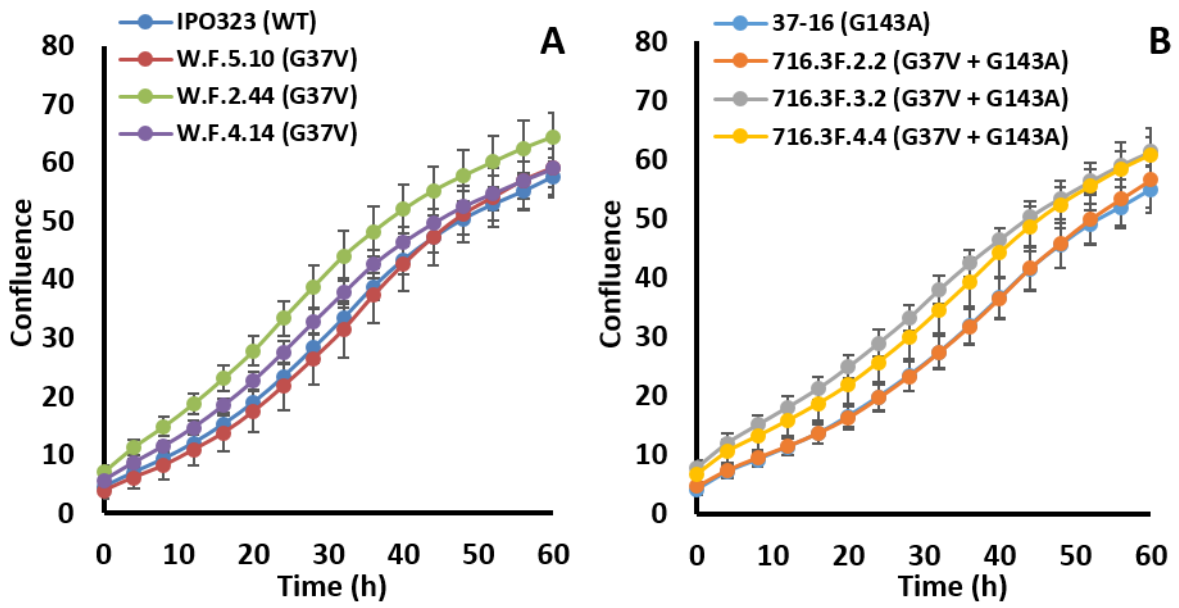 IPO323 (WT)
W.F.5.10 (G37V)
W.F.2.44 (G37V)
W.F.4.14 (G37V)
A
Confluence
80
70
60
50
40
30
20
10
0
0 10 20 30 40 50 60
Time (h)
37-16 (G143A)
716.3F.2.2 (G37V + G143A)
716.3F.3.2 (G37V + G143A)
716.3F.4.4 (G37V + G143A)
B
Confluence
80
70
60
50
40
30
20
10
0
0 10 20 30 40 50 60
Time (h)